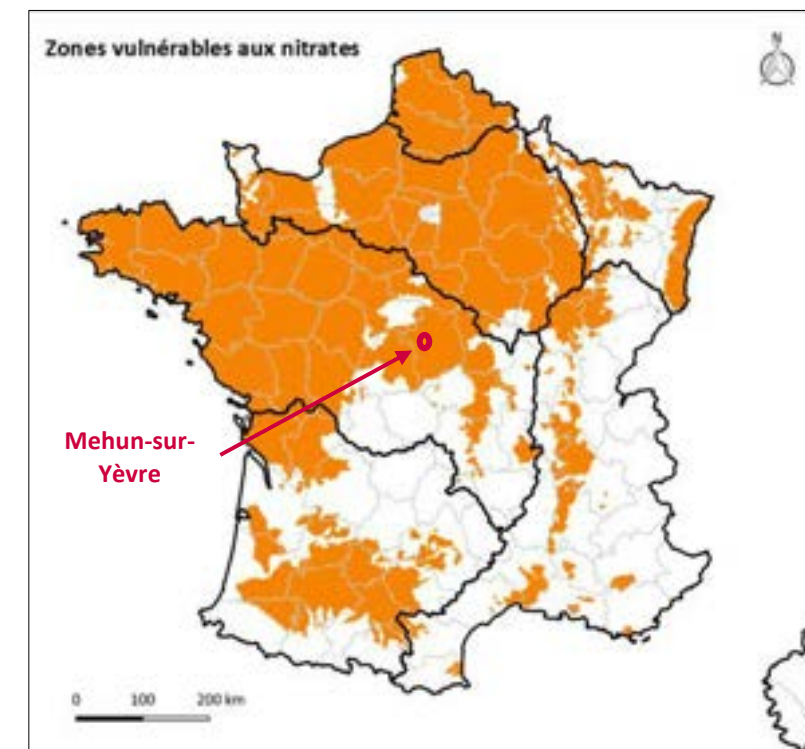 Zones vulnérables aux nitrates
N
Mehun-sur-
Yèvre
0 100 200 km